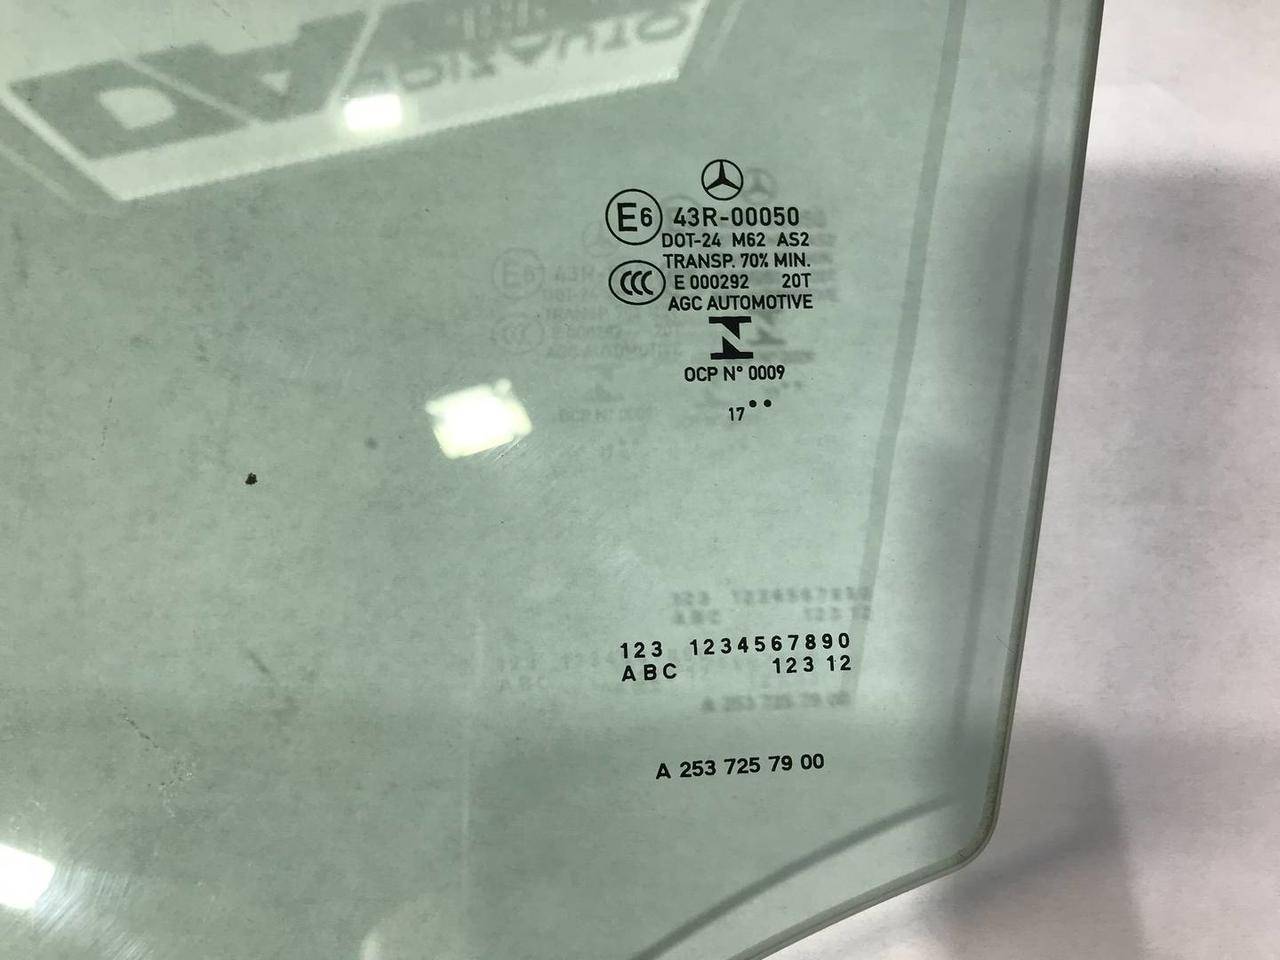 E6 43R-00050
DOT-24 M62 AS2
TRANSP. 70% MIN.
CCC E 000292 20T
AGC AUTOMOTIVE
OCP N° 0009
17••
123 1234567890
ABC 123 12
A 253 725 79 00